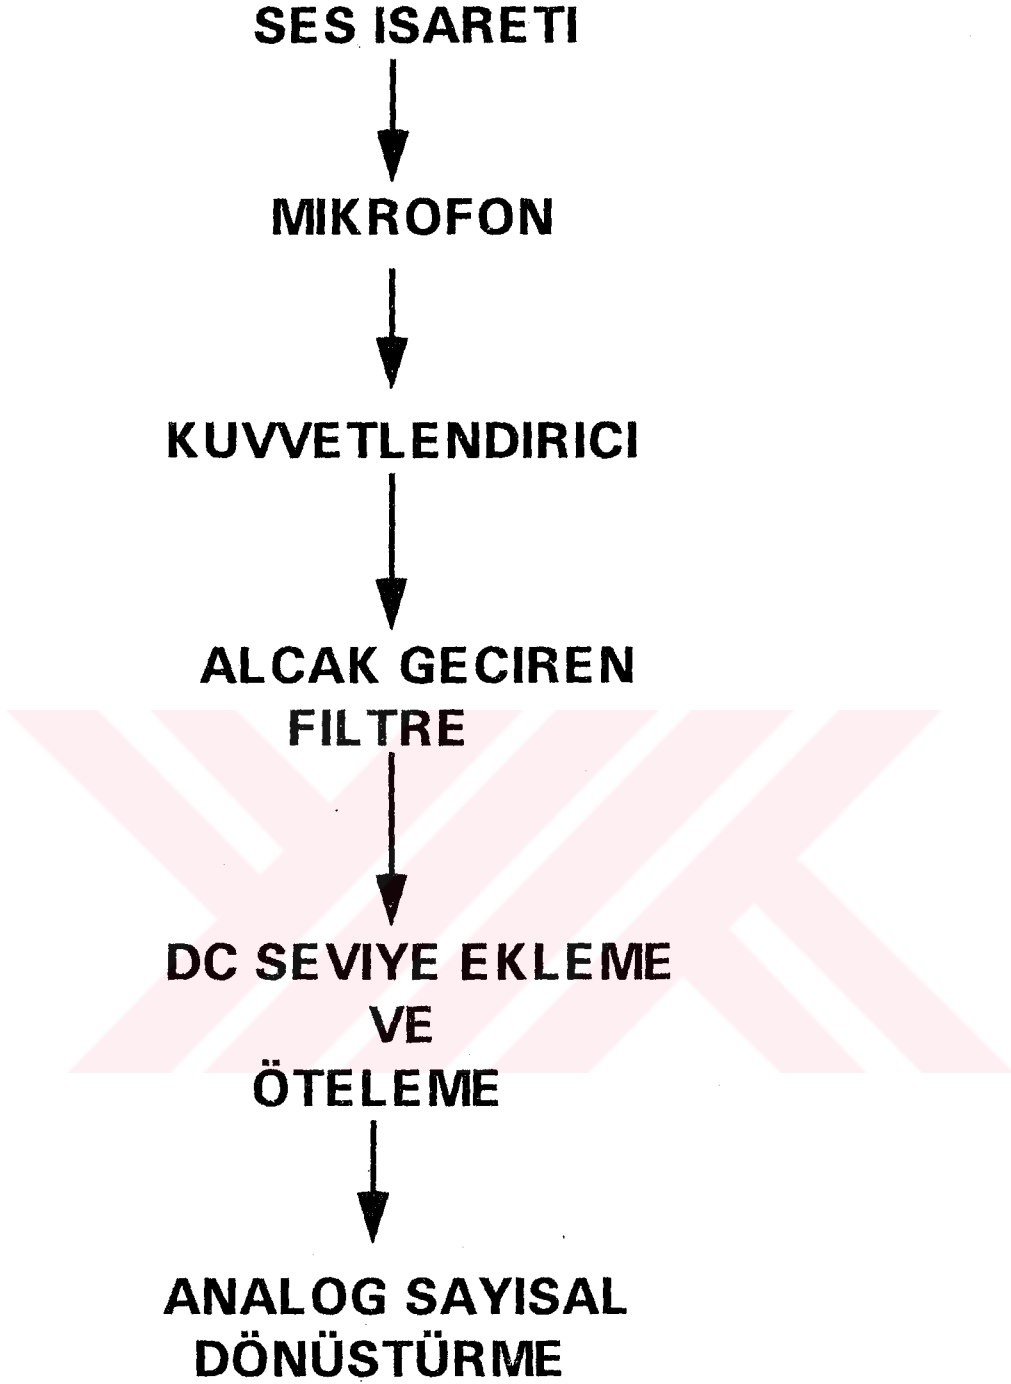 SES ISARETI
MIKROFON
KUVVETLENDIRICI
ALCAK GECIREN
FILTRE
DC SEVIYE EKLEME
VE
ÖTELEME
ANALOG SAYISAL
DÖNÜSTÜRME